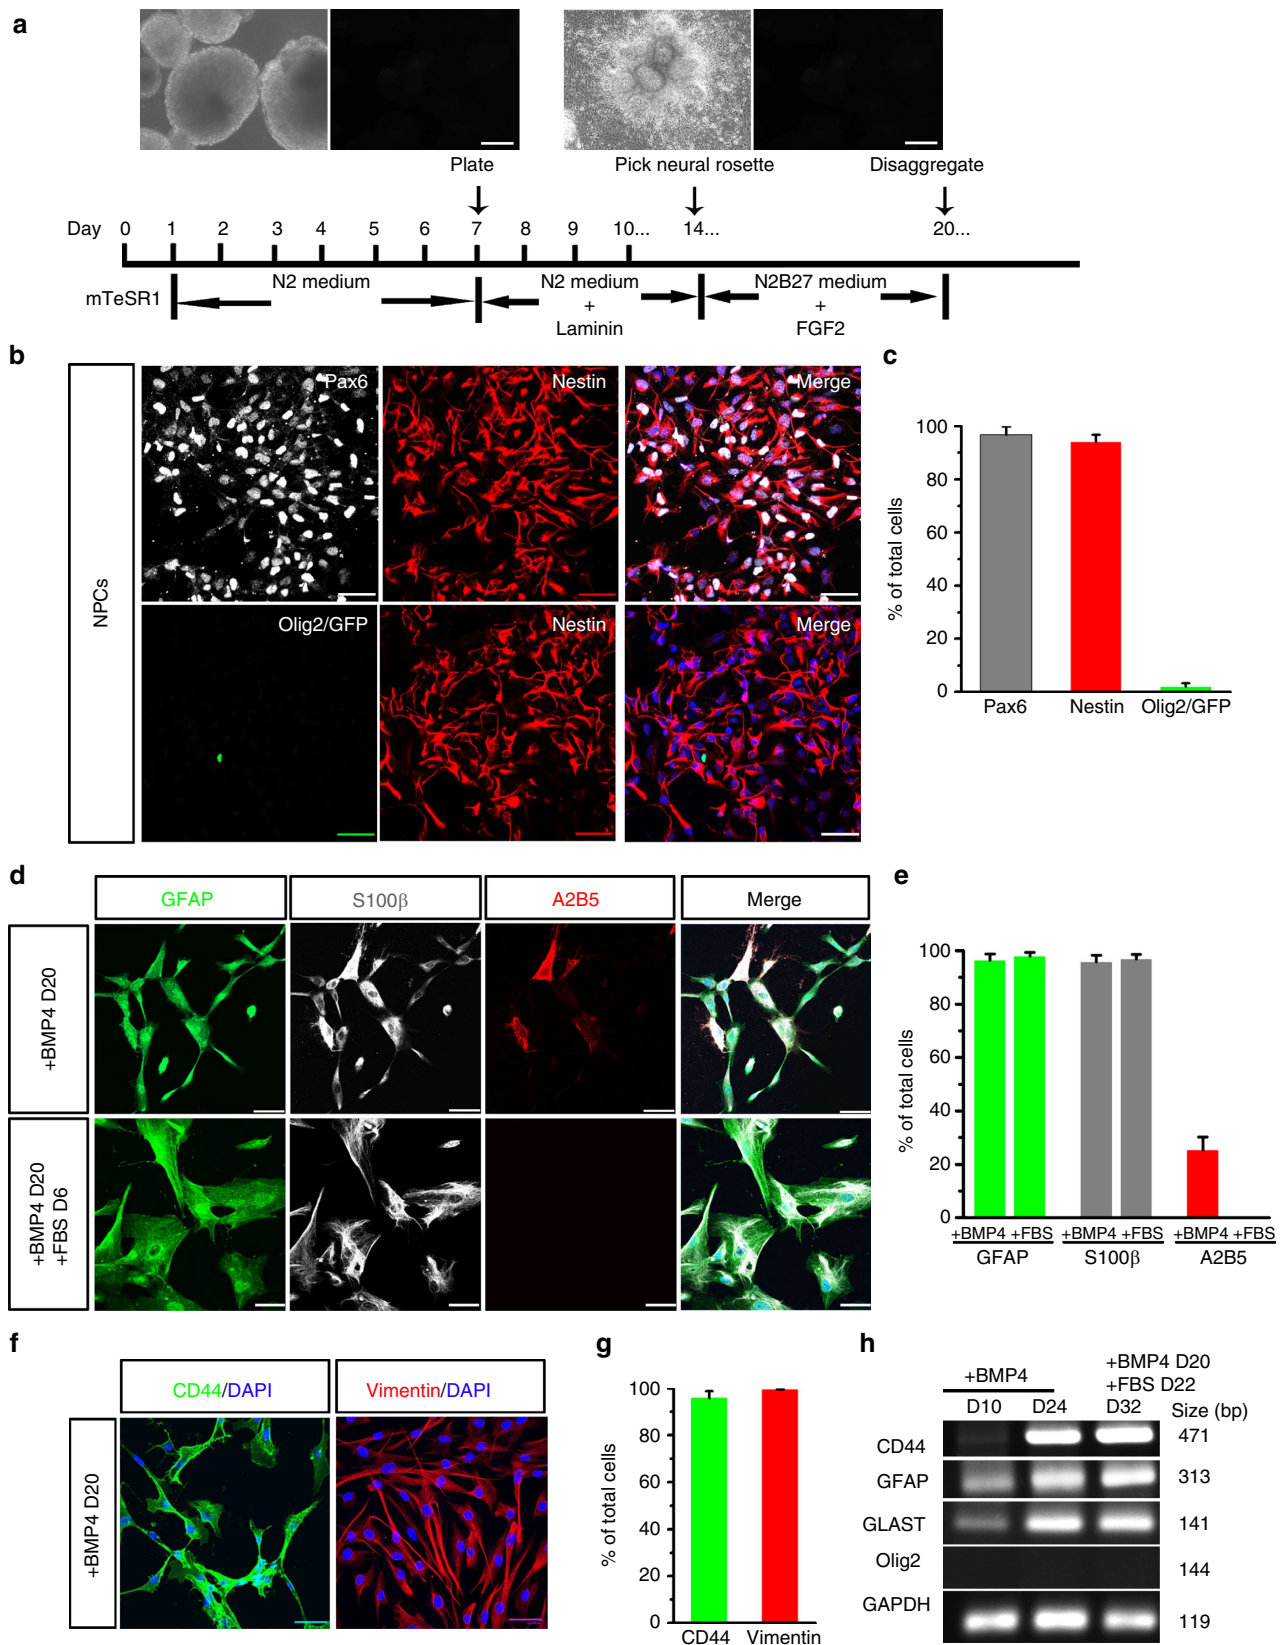 a
Plate
Pick neural rosette
Disaggregate
Day 0 1 2 3 4 5 6 7 8 9 10... 14... 20...
mTeSR1
N2 medium
N2 medium
+
Laminin
N2B27 medium
+
FGF2
b
NPCs
Pax6
Nestin
Merge
Olig2/GFP
Nestin
Merge
c
% of total cells
100
80
60
40
20
0
Pax6 Nestin Olig2/GFP
d
GFAP
S100β
A2B5
Merge
+BMP4 D20
+BMP4 D20
+FBS D6
e
% of total cells
100
80
60
40
20
0
+BMP4 +FBS +BMP4 +FBS +BMP4 +FBS
GFAP S100β A2B5
f
CD44/DAPI
Vimentin/DAPI
+BMP4 D20
g
% of total cells
100
80
60
40
20
0
CD44 Vimentin
h
+BMP4
+BMP4 D20
+FBS D22
D10 D24 D32 Size (bp)
CD44 471
GFAP 313
GLAST 141
Olig2 144
GAPDH 119